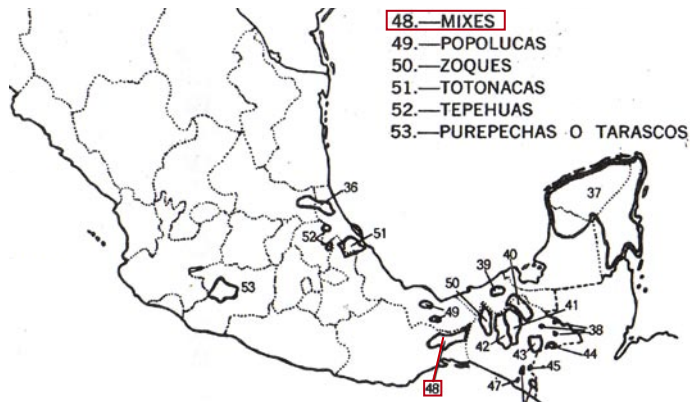 48.—MIXES
49.—POPOLUCAS
50.—ZOQUES
51.—TOTONACAS
52.—TEPEHUAS
53.—PUREPECHAS O TARASCOS
36
37
52
51
53
39
40
50
49
41
38
42
43
44
45
47
48